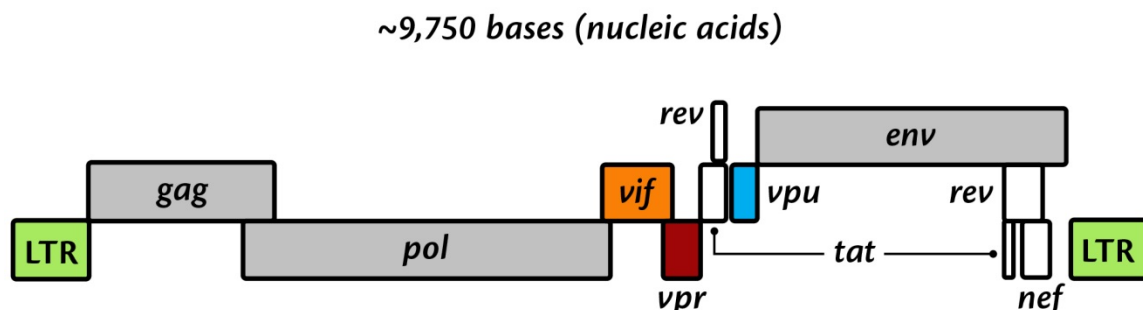 ~9,750 bases (nucleic acids)
rev
env
gag
vif
vpu
rev
LTR
pol
tat
LTR
vpr
nef